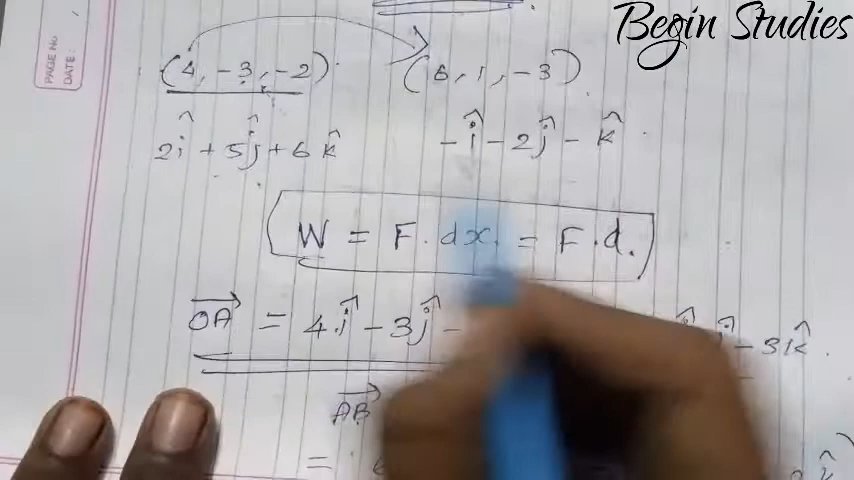 Begin Studies
PAGE No
DATE: /
(4, -3, -2) (6, 1, -3)
2î + 5ĵ + 6k̂ -î - 2ĵ - k̂
W = F. dx. = F.d.
OA = 4î - 3ĵ - - 3k̂.
AB
=
k̂